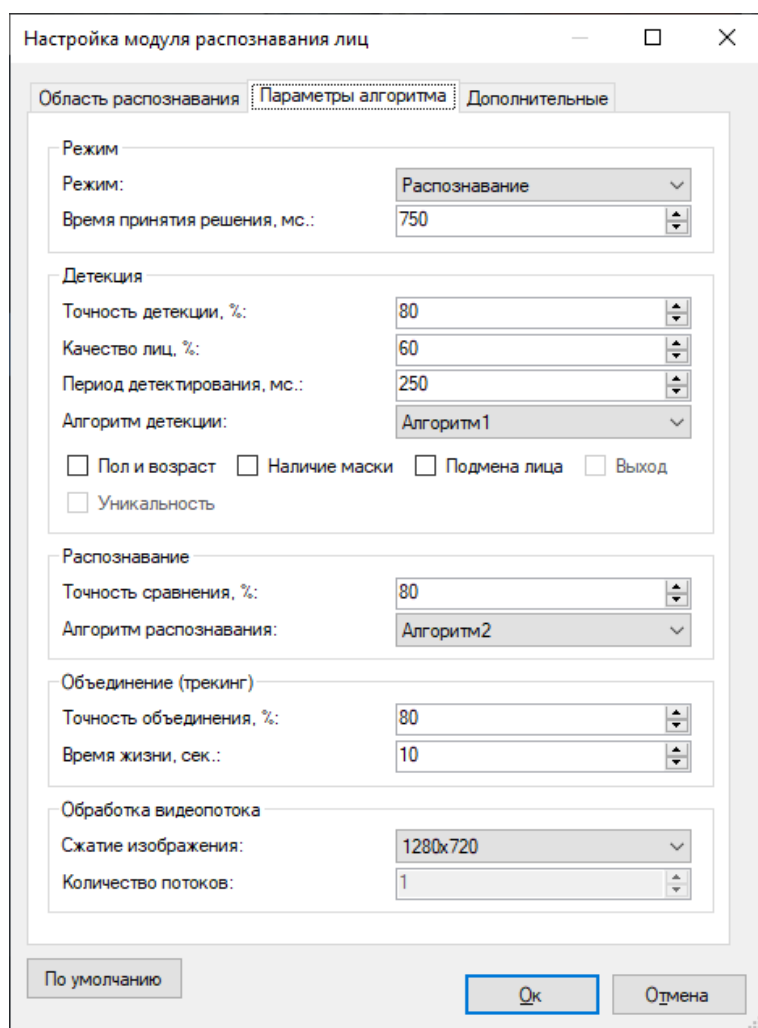 Настройка модуля распознавания лиц
Область распознавания Параметры алгоритма Дополнительные
Режим
Режим: Распознавание
Время принятия решения, мс.: 750
Детекция
Точность детекции, %: 80
Качество лиц, %: 60
Период детектирования, мс.: 250
Алгоритм детекции: Алгоритм1
Пол и возраст Наличие маски Подмена лица Выход
Уникальность
Распознавание
Точность сравнения, %: 80
Алгоритм распознавания: Алгоритм2
Объединение (трекинг)
Точность объединения, %: 80
Время жизни, сек.: 10
Обработка видеопотока
Сжатие изображения: 1280x720
Количество потоков: 1
По умолчанию
Ок Отмена